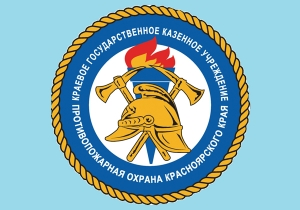 КРАЕВОЕ ГОСУДАРСТВЕННОЕ КАЗЕННОЕ УЧРЕЖДЕНИЕ
ПРОТИВОПОЖАРНАЯ ОХРАНА КРАСНОЯРСКОГО КРАЯ